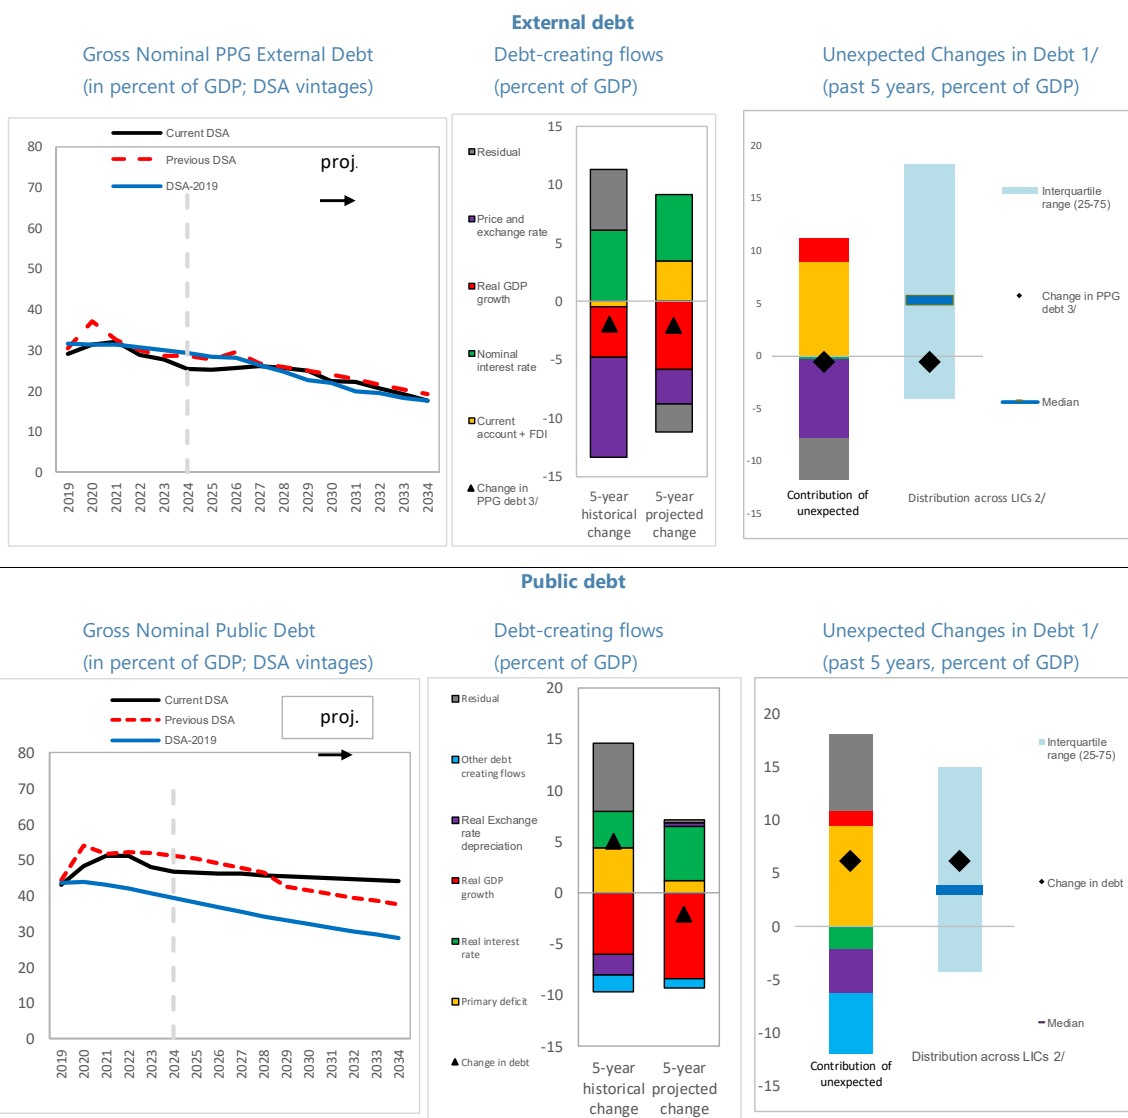 External debt
Gross Nominal PPG External Debt
(in percent of GDP; DSA vintages)
Debt-creating flows
(percent of GDP)
Unexpected Changes in Debt 1/
(past 5 years, percent of GDP)
Current DSA
Previous DSA
DSA-2019
proj.
80
70
60
50
40
30
20
10
0
2019
2020
2021
2022
2023
2024
2025
2026
2027
2028
2029
2030
2031
2032
2033
2034
Residual
Price and
exchange rate
Real GDP
growth
Nominal
interest rate
Current
account + FDI
Change in
PPG debt 3/
15
10
5
0
-5
-10
-15
5-year
historical
change
5-year
projected
change
20
15
10
5
0
-5
-10
-15
Contribution of
unexpected
Distribution across LICs 2/
Interquartile
range (25-75)
Change in PPG
debt 3/
Median
Public debt
Gross Nominal Public Debt
(in percent of GDP; DSA vintages)
Debt-creating flows
(percent of GDP)
Unexpected Changes in Debt 1/
(past 5 years, percent of GDP)
Current DSA
Previous DSA
DSA-2019
proj.
80
70
60
50
40
30
20
10
0
2019
2020
2021
2022
2023
2024
2025
2026
2027
2028
2029
2030
2031
2032
2033
2034
Residual
Other debt
creating flows
Real Exchange
rate
depreciation
Real GDP
growth
Real interest
rate
Primary deficit
Change in debt
20
15
10
5
0
-5
-10
-15
5-year
historical
change
5-year
projected
change
20
15
10
5
0
-5
-10
-15
Contribution of
unexpected
Distribution across LICs 2/
Interquartile
range (25-75)
Change in debt
Median